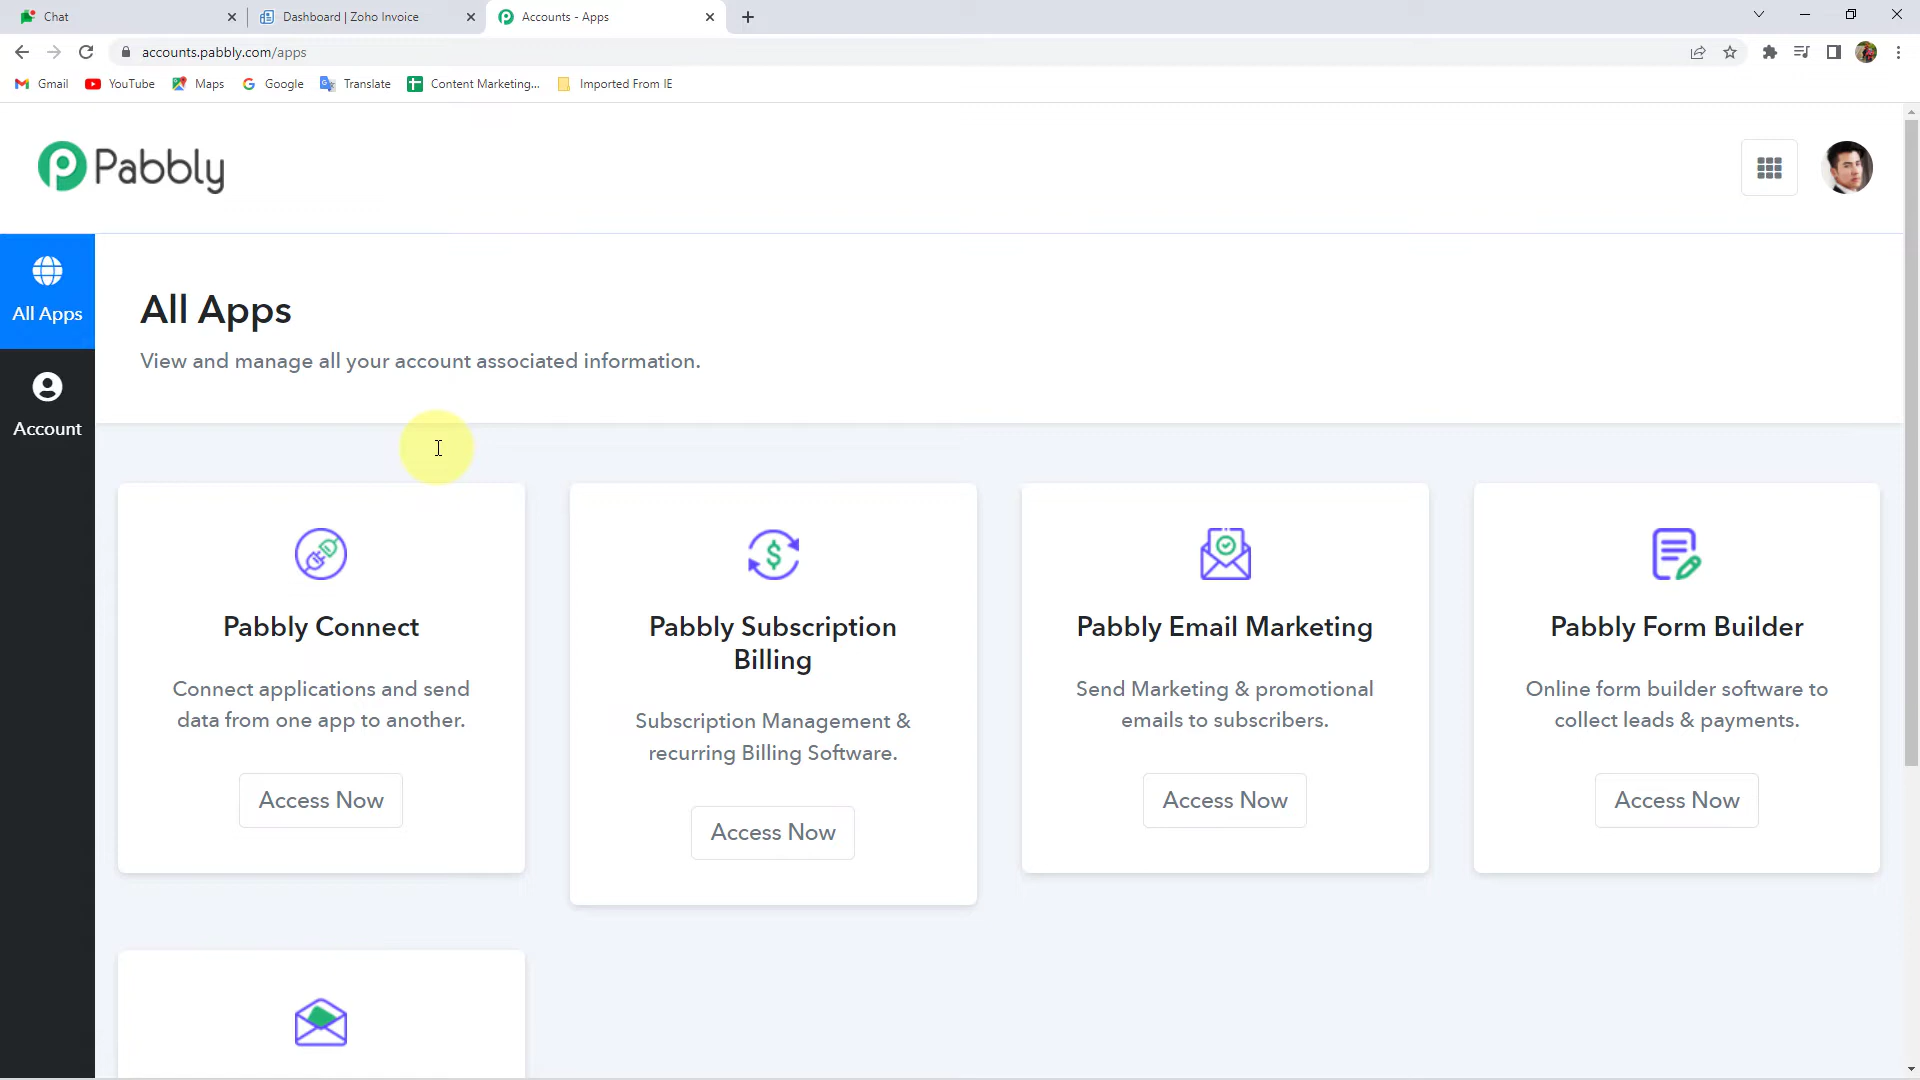 Chat
Dashboard | Zoho Invoice
Accounts - Apps
accounts.pabbly.com/apps
Gmail
YouTube
Maps
Google
Translate
Content Marketing...
Imported From IE
Pabbly
All Apps
Account
All Apps
View and manage all your account associated information.
Pabbly Connect
Connect applications and send
data from one app to another.
Access Now
Pabbly Subscription
Billing
Subscription Management &
recurring Billing Software.
Access Now
Pabbly Email Marketing
Send Marketing & promotional
emails to subscribers.
Access Now
Pabbly Form Builder
Online form builder software to
collect leads & payments.
Access Now